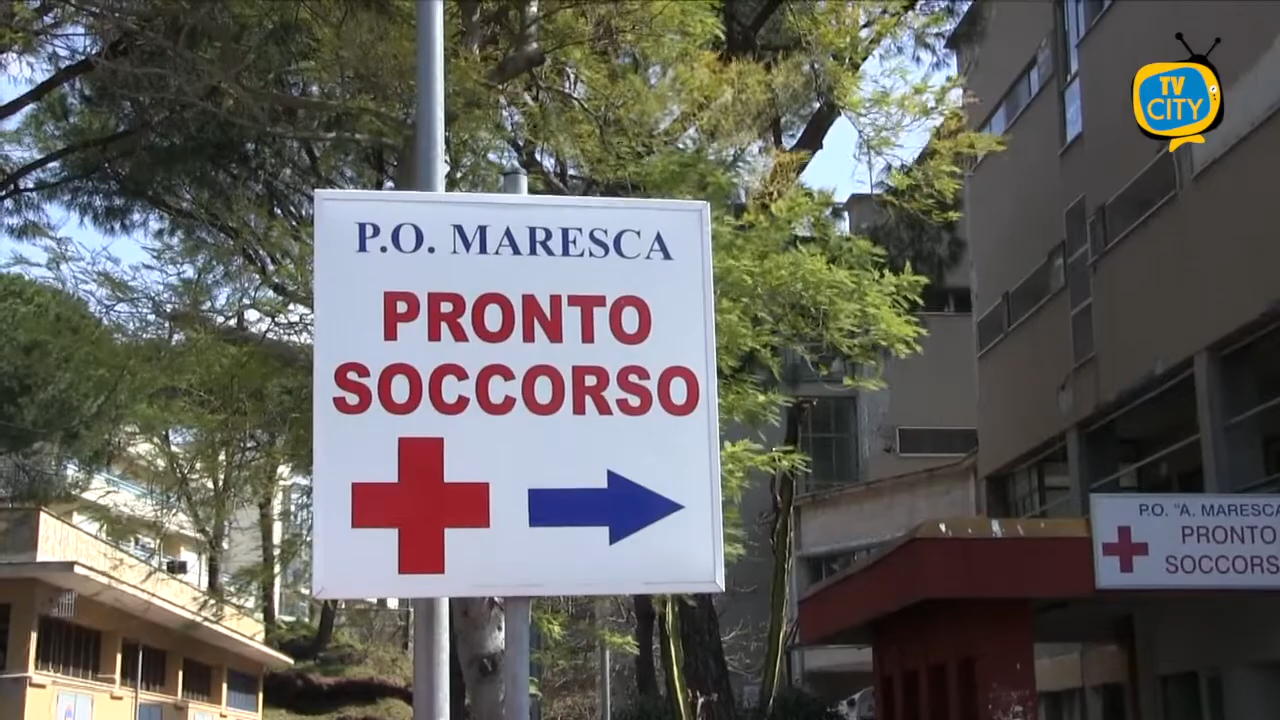 TV
CITY
P.O. MARESCA
PRONTO
SOCCORSO
P.O. "A. MARESCA
PRONTO
SOCCORS